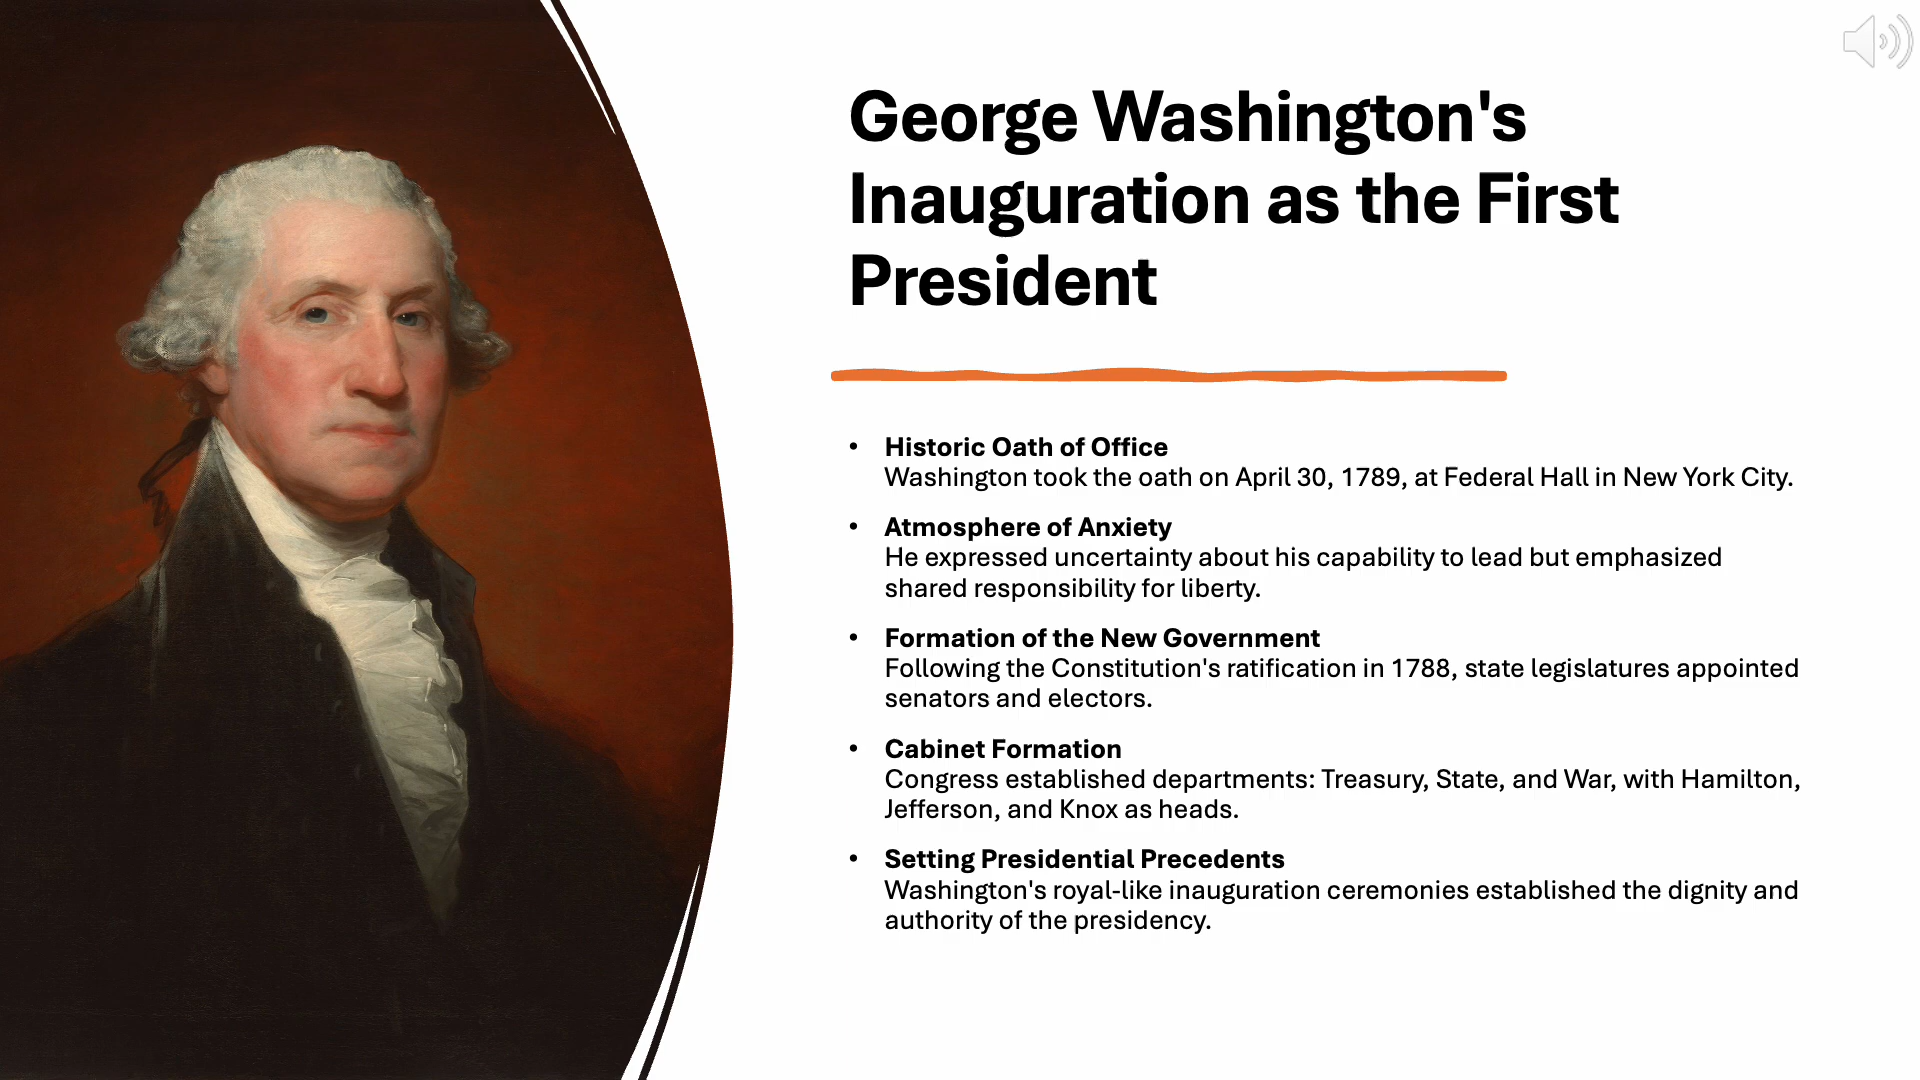 George Washington's
Inauguration as the First
President
• Historic Oath of Office
Washington took the oath on April 30, 1789, at Federal Hall in New York City.
• Atmosphere of Anxiety
He expressed uncertainty about his capability to lead but emphasized
shared responsibility for liberty.
• Formation of the New Government
Following the Constitution's ratification in 1788, state legislatures appointed
senators and electors.
• Cabinet Formation
Congress established departments: Treasury, State, and War, with Hamilton,
Jefferson, and Knox as heads.
• Setting Presidential Precedents
Washington's royal-like inauguration ceremonies established the dignity and
authority of the presidency.